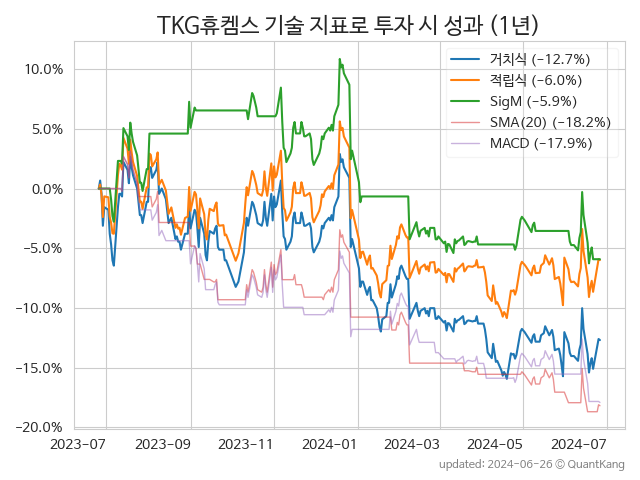 TKG휴켐스 기술 지표로 투자 시 성과 (1년)
거치식 (−12.7%)
적립식 (−6.0%)
SigM (−5.9%)
SMA(20) (−18.2%)
MACD (−17.9%)
10.0%
5.0%
0.0%
−5.0%
−10.0%
−15.0%
−20.0%
2023-07 2023-09 2023-11 2024-01 2024-03 2024-05 2024-07
updated: 2024-06-26 © QuantKang